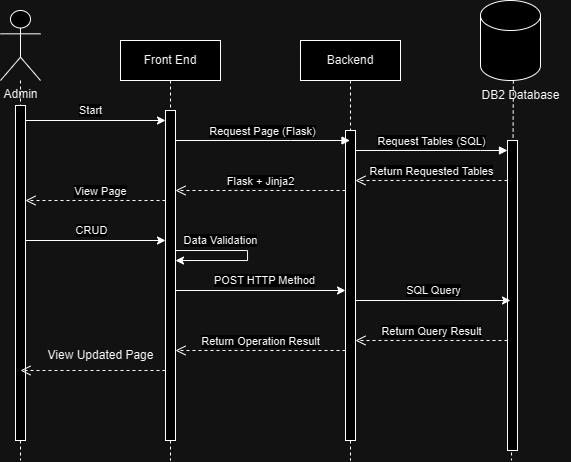 Front End
Backend
Admin
DB2 Database
Start
Request Page (Flask)
Request Tables (SQL)
Return Requested Tables
Flask + Jinja2
View Page
CRUD
Data Validation
POST HTTP Method
SQL Query
Return Query Result
Return Operation Result
View Updated Page